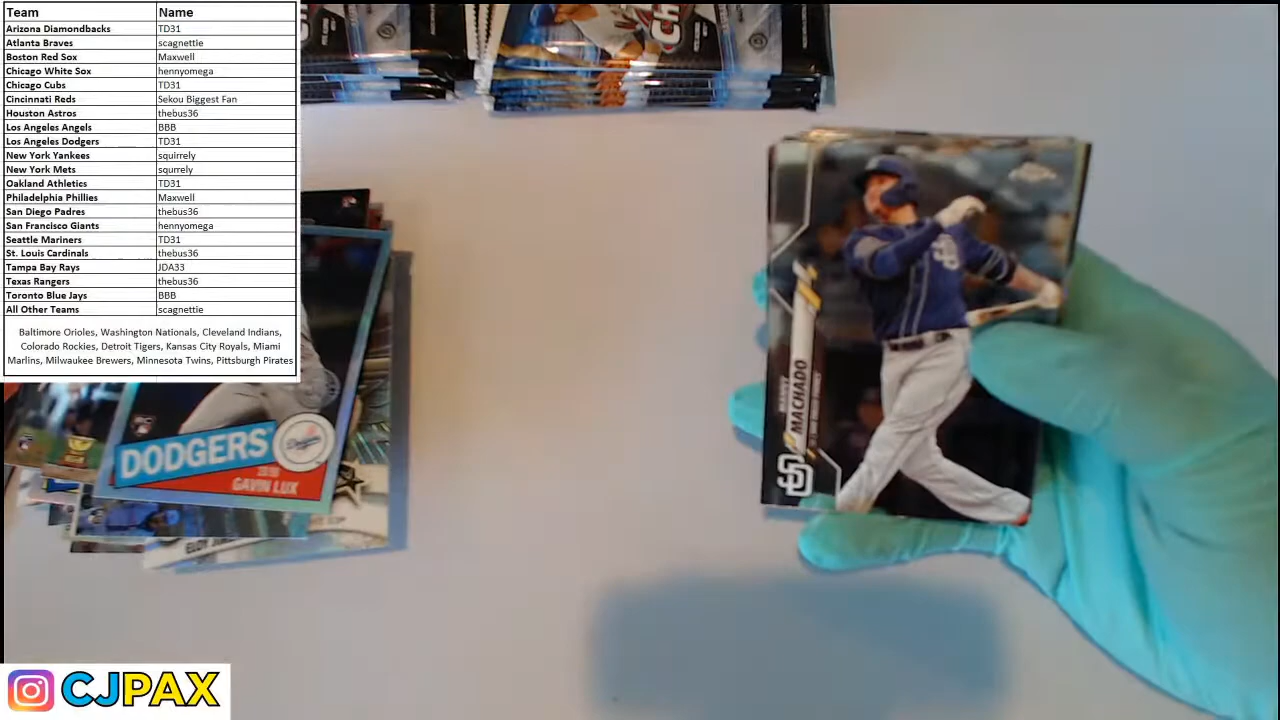 Team Name
Arizona Diamondbacks TD31
Atlanta Braves scagnettie
Boston Red Sox Maxwell
Chicago White Sox hennyomega
Chicago Cubs TD31
Cincinnati Reds Sekou Biggest Fan
Houston Astros thebus36
Los Angeles Angels BBB
Los Angeles Dodgers TD31
New York Yankees squirrely
New York Mets squrrely
Oakland Athletics TD31
Philadelphia Phillies Maxwell
San Diego Padres thebus36
San Francisco Giants hennyomega
Seattle Mariners TD31
St. Louis Cardinals thebus36
Tampa Bay Rays JDA33
Texas Rangers thebus36
Toronto Blue Jays BBB
All Other Teams scagnettie
Baltimore Orioles, Washington Nationals, Cleveland Indians,
Colorado Rockies, Detroit Tigers, Kansas City Royals, Miami
Marlins, Milwaukee Brewers, Minnesota Twins, Pittsburgh Pirates
MANNY
MACHADO
SD
DODGERS
GAVIN LUX
CJPAX